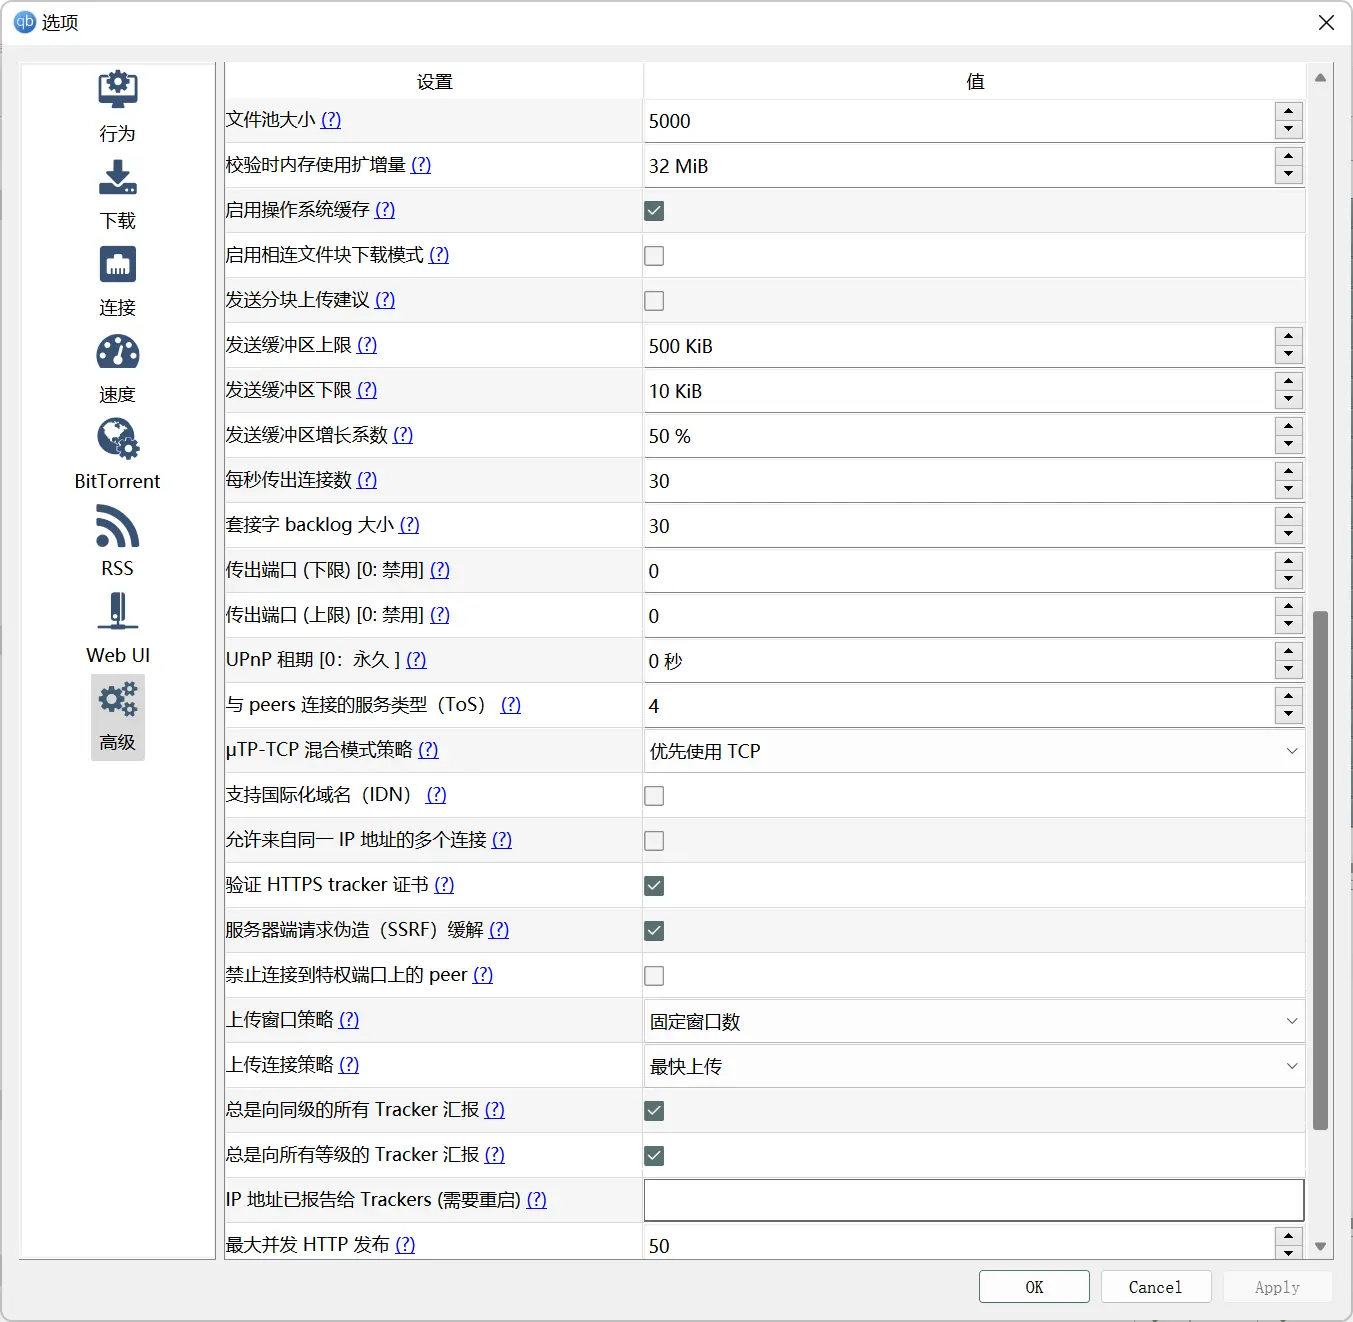 qb 选项
行为
下载
连接
速度
BitTorrent
RSS
Web UI
高级
设置 值
文件池大小 (?) 5000
校验时内存使用扩增量 (?) 32 MiB
启用操作系统缓存 (?)
启用相连文件块下载模式 (?)
发送分块上传建议 (?)
发送缓冲区上限 (?) 500 KiB
发送缓冲区下限 (?) 10 KiB
发送缓冲区增长系数 (?) 50 %
每秒传出连接数 (?) 30
套接字 backlog 大小 (?) 30
传出端口 (下限) [0: 禁用] (?) 0
传出端口 (上限) [0: 禁用] (?) 0
UPnP 租期 [0：永久 ] (?) 0 秒
与 peers 连接的服务类型（ToS） (?) 4
µTP-TCP 混合模式策略 (?) 优先使用 TCP
支持国际化域名（IDN） (?)
允许来自同一 IP 地址的多个连接 (?)
验证 HTTPS tracker 证书 (?)
服务器端请求伪造（SSRF）缓解 (?)
禁止连接到特权端口上的 peer (?)
上传窗口策略 (?) 固定窗口数
上传连接策略 (?) 最快上传
总是向同级的所有 Tracker 汇报 (?)
总是向所有等级的 Tracker 汇报 (?)
IP 地址已报告给 Trackers (需要重启) (?)
最大并发 HTTP 发布 (?) 50
OK Cancel Apply